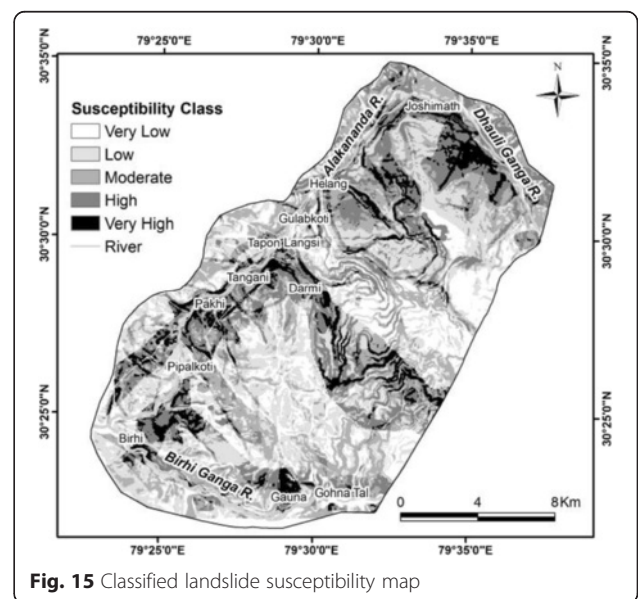 79°25'0"E 79°30'0"E 79°35'0"E
30°35'0"N 30°35'0"N
N
Susceptibility Class
Very Low
Low
Moderate
High
Very High
River
Joshimath
Alakananda R.
Dhauli Ganga R.
Helang
Gulabkoti
30°30'0"N 30°30'0"N
Tapon Langsi
Tangani
Darmi
Pakhi
Pipalkoti
30°25'0"N 30°25'0"N
Birhi
Birhi Ganga R.
Gauna
Gohna Tal
0 4 8Km
79°25'0"E 79°30'0"E 79°35'0"E
Fig. 15 Classified landslide susceptibility map